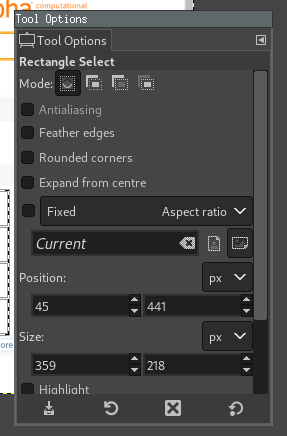 pha computational
Tool Options
Tool Options
Rectangle Select
Mode:
Antialiasing
Feather edges
Rounded corners
Expand from centre
Fixed Aspect ratio
Current
Position: px
45 441
Size: px
359 218
Highlight
ore